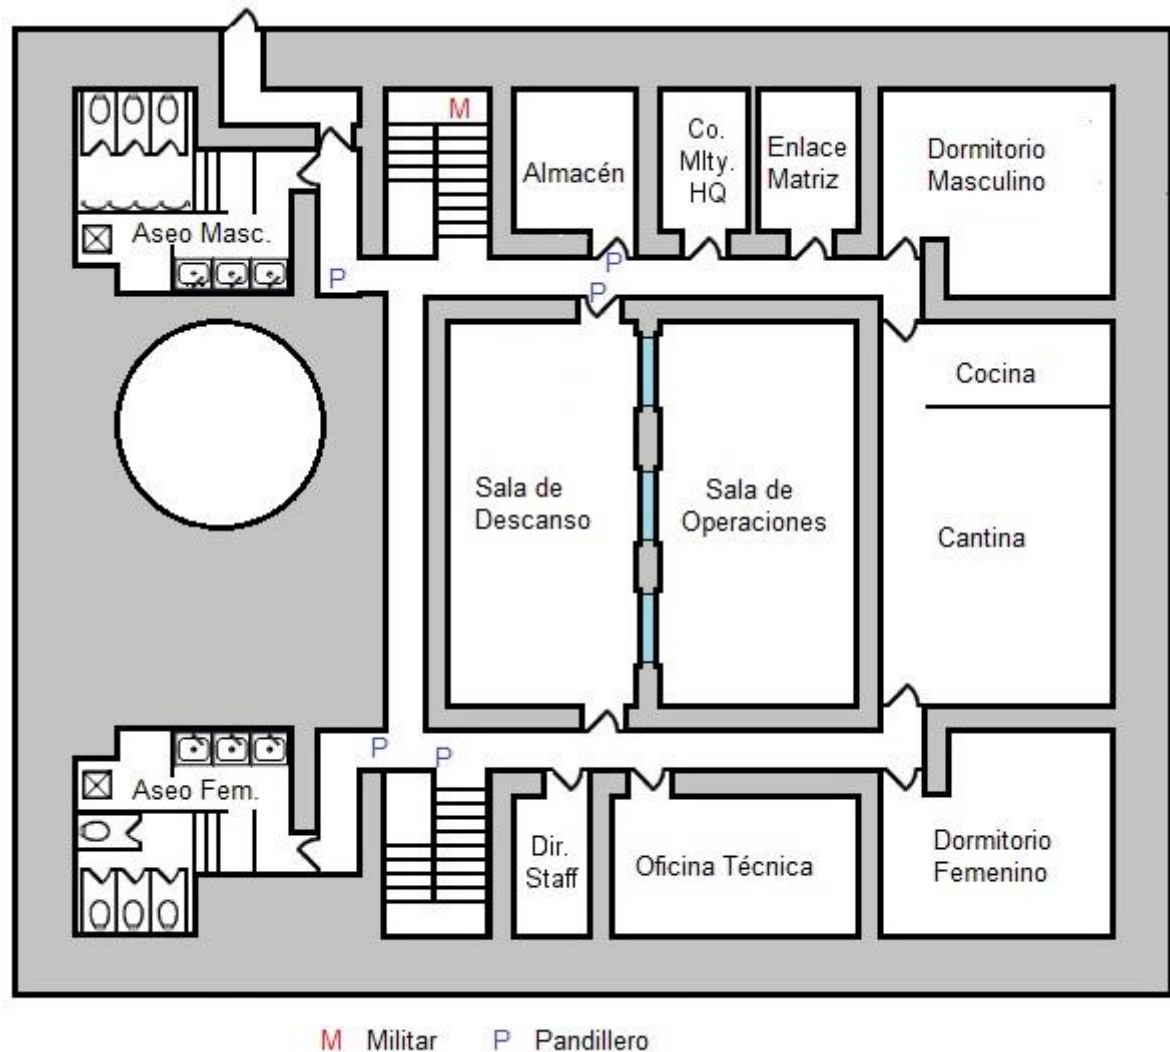 M
Almacén
Co.
Mlty.
HQ
Enlace
Matriz
Dormitorio
Masculino
Aseo Masc.
P
P
P
Cocina
Sala de
Descanso
Sala de
Operaciones
Cantina
P
P
Aseo Fem.
Dir.
Staff
Oficina Técnica
Dormitorio
Femenino
M Militar P Pandillero